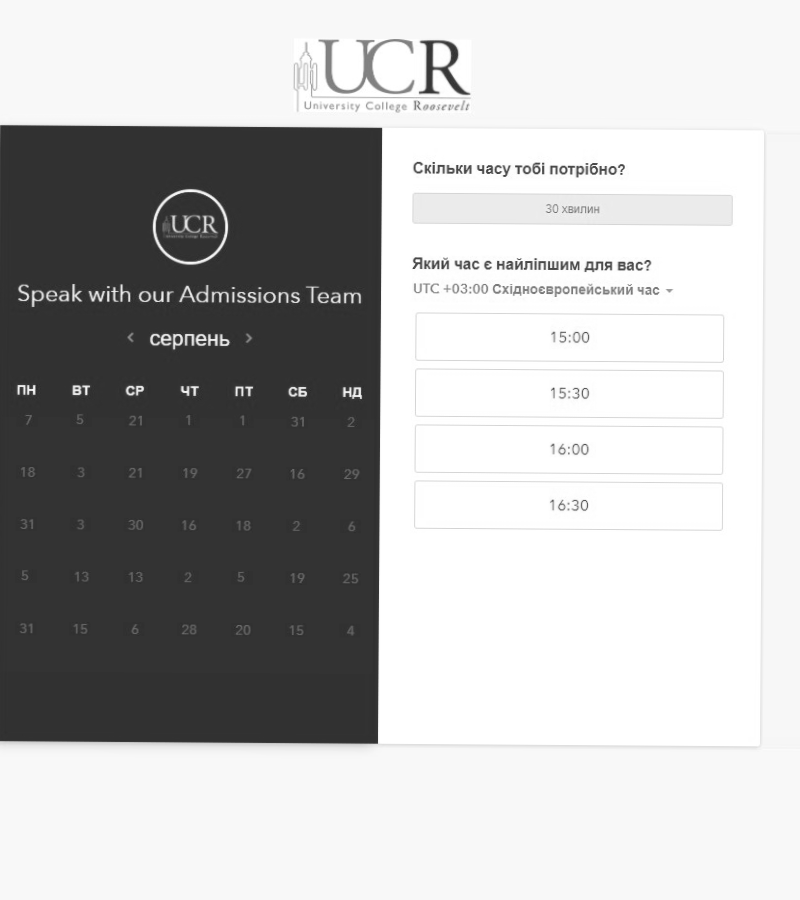 UCR
University College Roosevelt
UCR
Speak with our Admissions Team
< серпень >
ПН ВТ СР ЧТ ПТ СБ НД
7 5 21 1 1 31 2
18 3 21 19 27 16 29
31 3 30 16 18 2 6
5 13 13 2 5 19 25
31 15 6 28 20 15 4
Скільки часу тобі потрібно?
30 хвилин
Який час є найліпшим для вас?
UTC +03:00 Східноєвропейський час
15:00
15:30
16:00
16:30